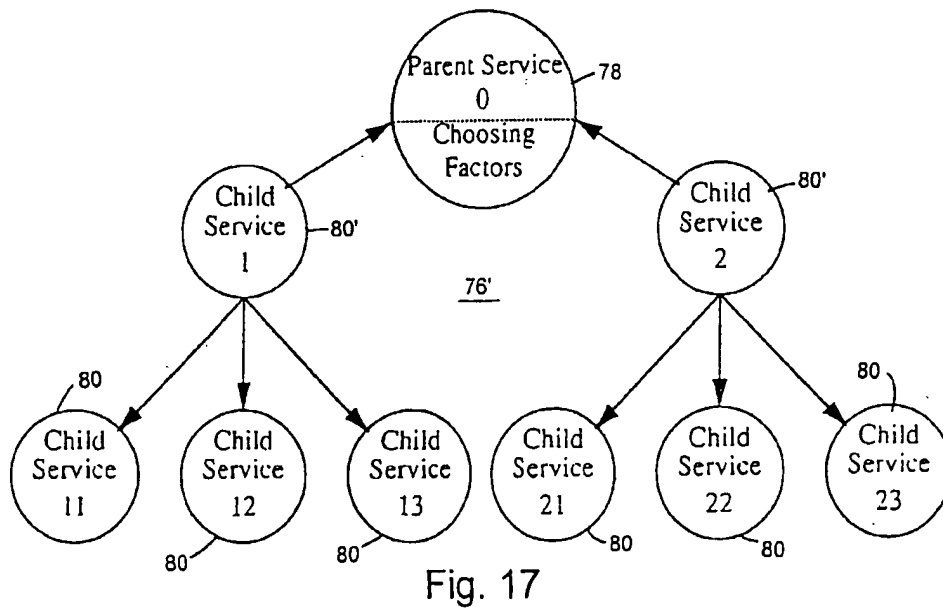 Parent Service
0
Choosing
Factors
78
Child
Service
1
80'
Child
Service
2
80'
76'
Child
Service
11
80
Child
Service
12
80
Child
Service
13
80
Child
Service
21
80
Child
Service
22
80
Child
Service
23
80
Fig. 17